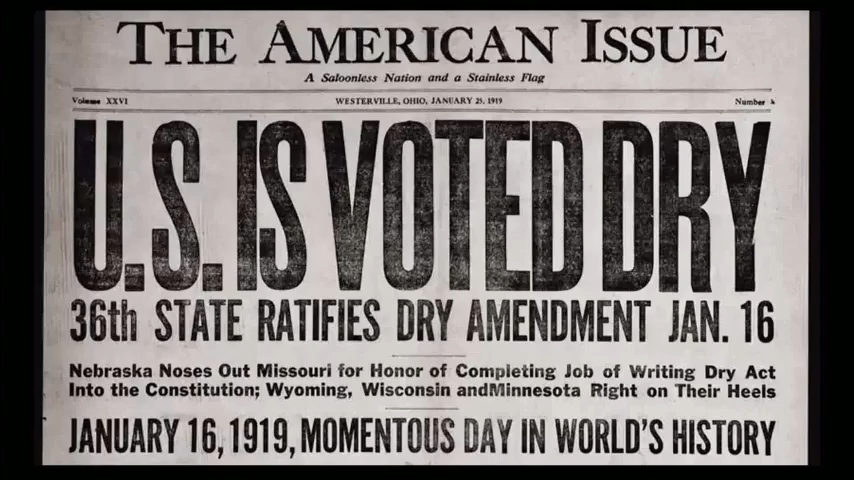 THE AMERICAN ISSUE
A Saloonless Nation and a Stainless Flag
Volume XXVI WESTERVILLE, OHIO, JANUARY 25, 1919 Number 4
U.S. IS VOTED DRY
36th STATE RATIFIES DRY AMENDMENT JAN. 16
Nebraska Noses Out Missouri for Honor of Completing Job of Writing Dry Act
Into the Constitution; Wyoming, Wisconsin andMinnesota Right on Their Heels
JANUARY 16, 1919, MOMENTOUS DAY IN WORLD'S HISTORY